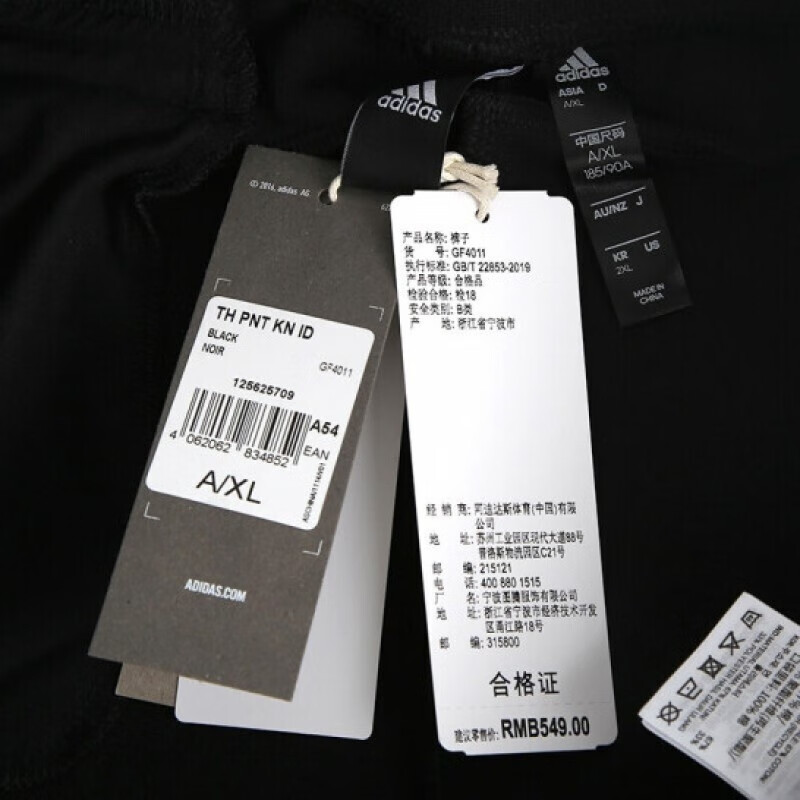 adidas
adidas
ASIA D
A/XL
中国尺码
A/XL
185/90A
AU/NZ J
KR US
2XL
MADE IN
CHINA
© 2016, adidas AG
TH PNT KN ID
BLACK
NOIR
GF4011
125625709
A54
4 062062 834852
EAN
A/XL
ADIDAS.COM
产品名称: 裤子
货 号: GF4011
执行标准: GB/T 22853-2019
产品等级: 合格品
检验合格: 检18
安全类别: B类
产 地: 浙江省宁波市
经 销 商: 阿迪达斯体育(中国)有限
公司
地 址: 苏州工业园区现代大道88号
普洛斯物流园区C21号
邮 编: 215121
电 话: 400 880 1515
厂 名: 宁波图腾服饰有限公司
地 址: 浙江省宁波市经济技术开发
区甬江路18号
邮 编: 315800
合格证
建议零售价: RMB549.00